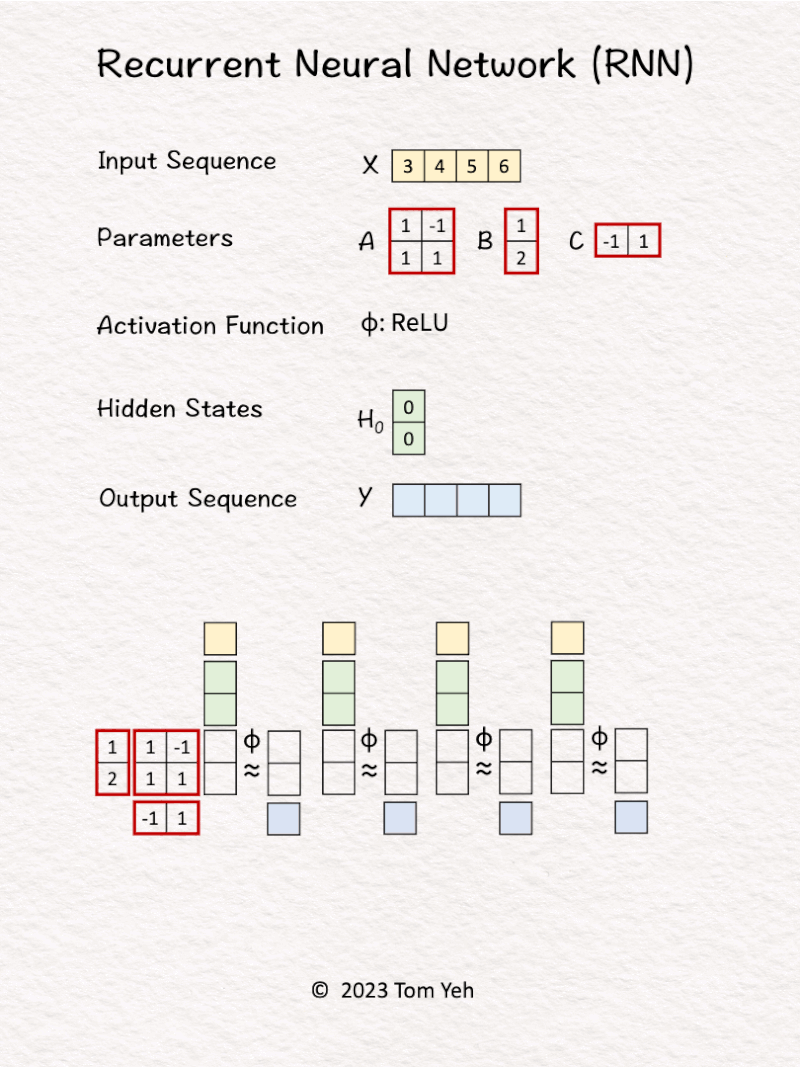 Recurrent Neural Network (RNN)
Input Sequence X 3 4 5 6
Parameters A 1 -1 B 1 C -1 1
1 1 2
Activation Function ϕ: ReLU
Hidden States H₀ 0
0
Output Sequence Y
1 1 -1 ϕ ϕ ϕ ϕ
2 1 1 ≈ ≈ ≈ ≈
-1 1
© 2023 Tom Yeh